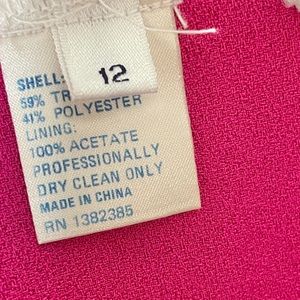 12
SHELL:
59% TR
41% POLYESTER
LINING:
100% ACETATE
PROFESSIONALLY
DRY CLEAN ONLY
MADE IN CHINA
RN 1382385